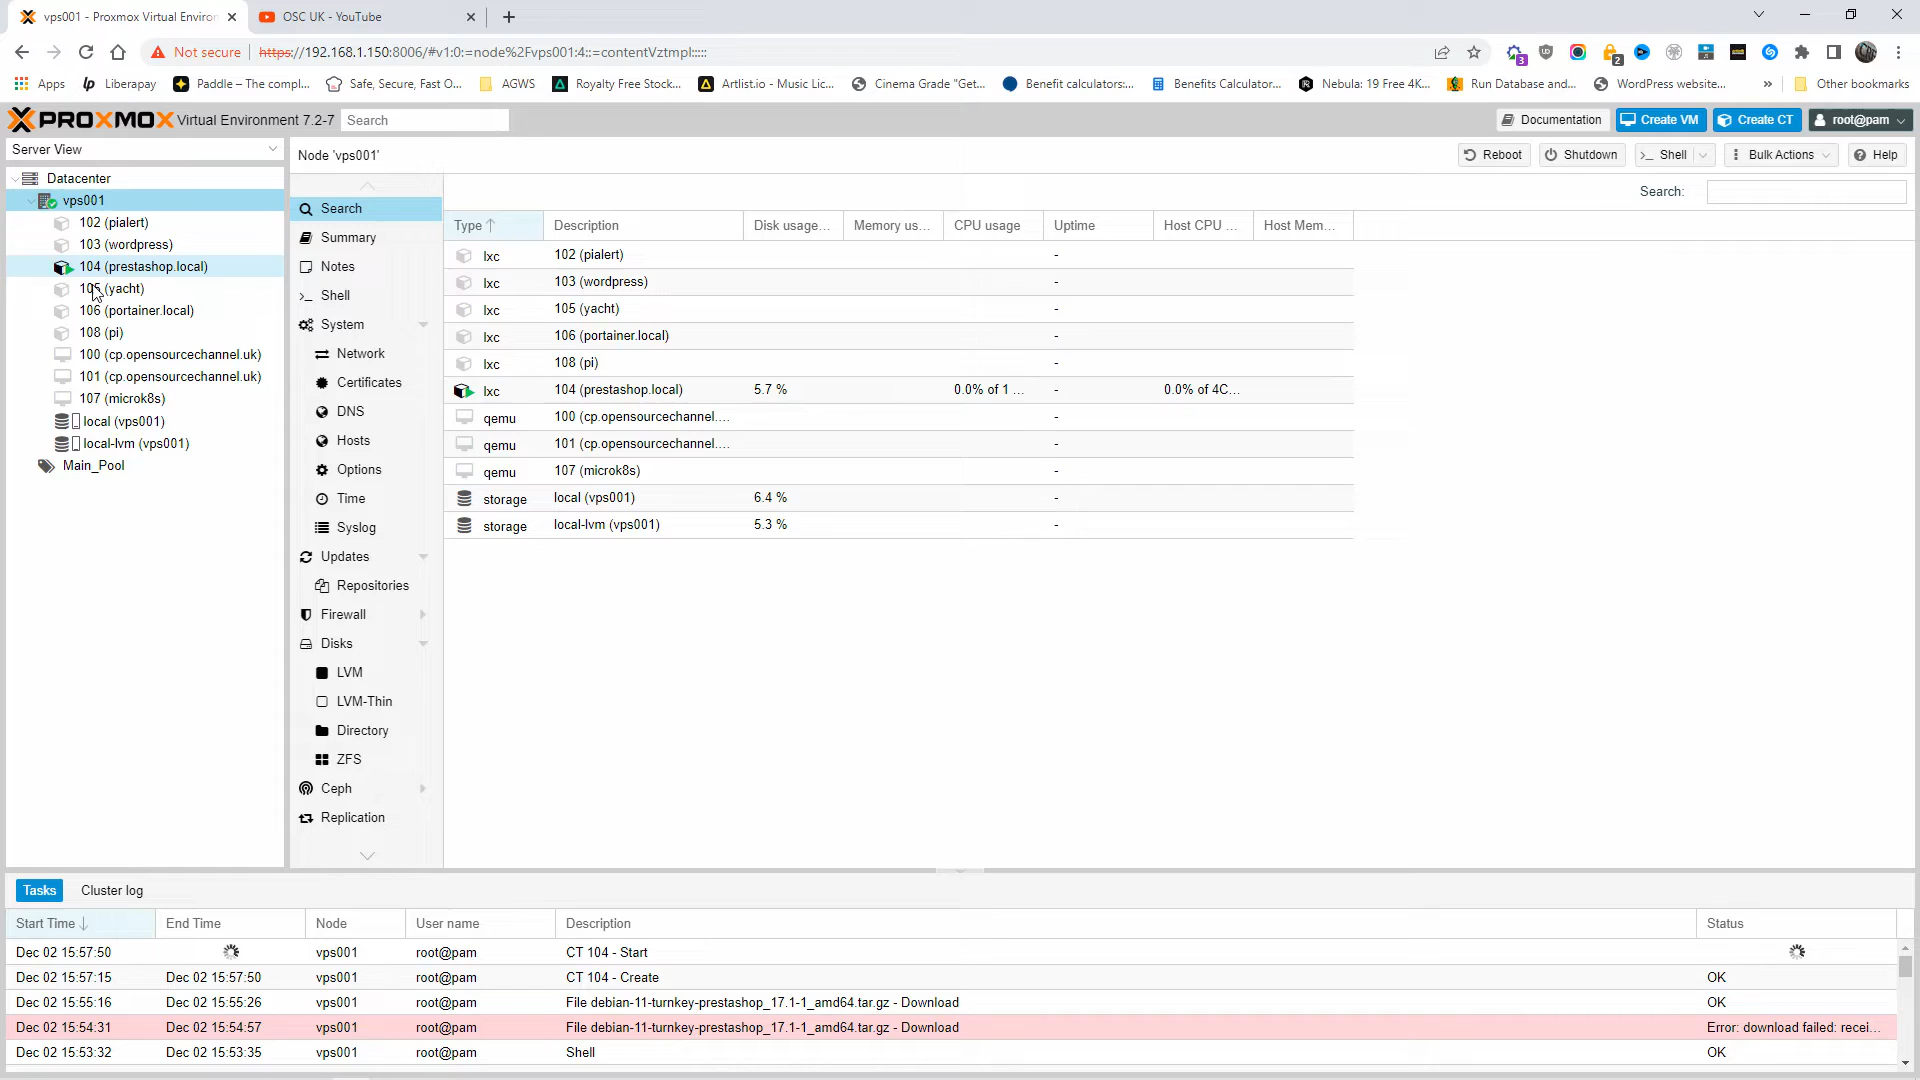 vps001 - Proxmox Virtual Enviror
OSC UK - YouTube
Not secure
https://192.168.1.150:8006/#v1:0:=node%2Fvps001:4::=contentVztmpl:::::
3
2
Apps
Liberapay
Paddle – The compl...
Safe, Secure, Fast O...
AGWS
Royalty Free Stock...
Artlist.io - Music Lic...
Cinema Grade "Get...
Benefit calculators:...
Benefits Calculator...
Nebula: 19 Free 4K...
Run Database and...
WordPress website...
»
Other bookmarks
PROXMOX Virtual Environment 7.2-7
Search
Documentation
Create VM
Create CT
root@pam
Server View
Node 'vps001'
Reboot
Shutdown
Shell
Bulk Actions
Help
Datacenter
vps001
102 (pialert)
103 (wordpress)
104 (prestashop.local)
105 (yacht)
106 (portainer.local)
108 (pi)
100 (cp.opensourcechannel.uk)
101 (cp.opensourcechannel.uk)
107 (microk8s)
local (vps001)
local-lvm (vps001)
Main_Pool
Search
Summary
Notes
Shell
System
Network
Certificates
DNS
Hosts
Options
Time
Syslog
Updates
Repositories
Firewall
Disks
LVM
LVM-Thin
Directory
ZFS
Ceph
Replication
Search:
Type Description Disk usage... Memory us... CPU usage Uptime Host CPU ... Host Mem...
lxc 102 (pialert) -
lxc 103 (wordpress) -
lxc 105 (yacht) -
lxc 106 (portainer.local) -
lxc 108 (pi) -
lxc 104 (prestashop.local) 5.7 % 0.0% of 1 ... - 0.0% of 4C...
qemu 100 (cp.opensourcechannel.... -
qemu 101 (cp.opensourcechannel.... -
qemu 107 (microk8s) -
storage local (vps001) 6.4 % -
storage local-lvm (vps001) 5.3 % -
Tasks
Cluster log
Start Time End Time Node User name Description Status
Dec 02 15:57:50 vps001 root@pam CT 104 - Start
Dec 02 15:57:15 Dec 02 15:57:50 vps001 root@pam CT 104 - Create OK
Dec 02 15:55:16 Dec 02 15:55:26 vps001 root@pam File debian-11-turnkey-prestashop_17.1-1_amd64.tar.gz - Download OK
Dec 02 15:54:31 Dec 02 15:54:57 vps001 root@pam File debian-11-turnkey-prestashop_17.1-1_amd64.tar.gz - Download Error: download failed: recei...
Dec 02 15:53:32 Dec 02 15:53:35 vps001 root@pam Shell OK